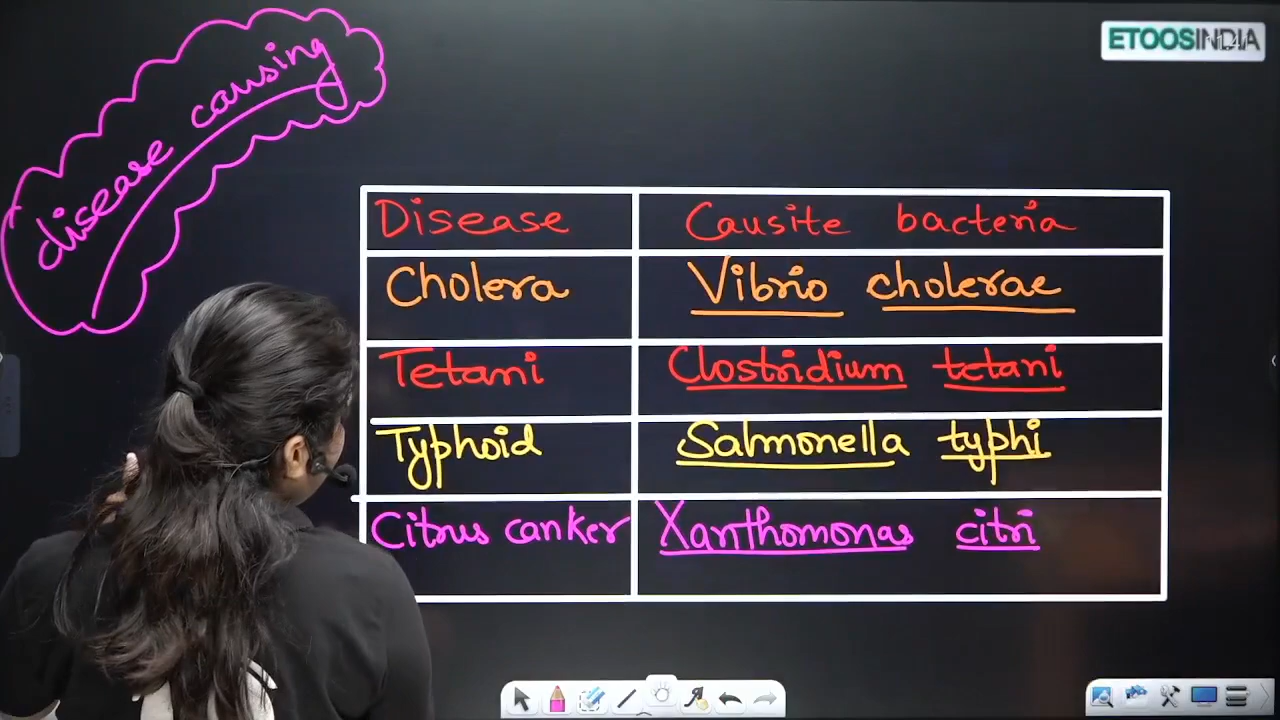 disease causing
ETOOSINDIA
Disease Causite bacteria
Cholera Vibrio cholerae
Tetani Clostridium tetani
Typhoid Salmonella typhi
Citrus canker Xanthomonas citri